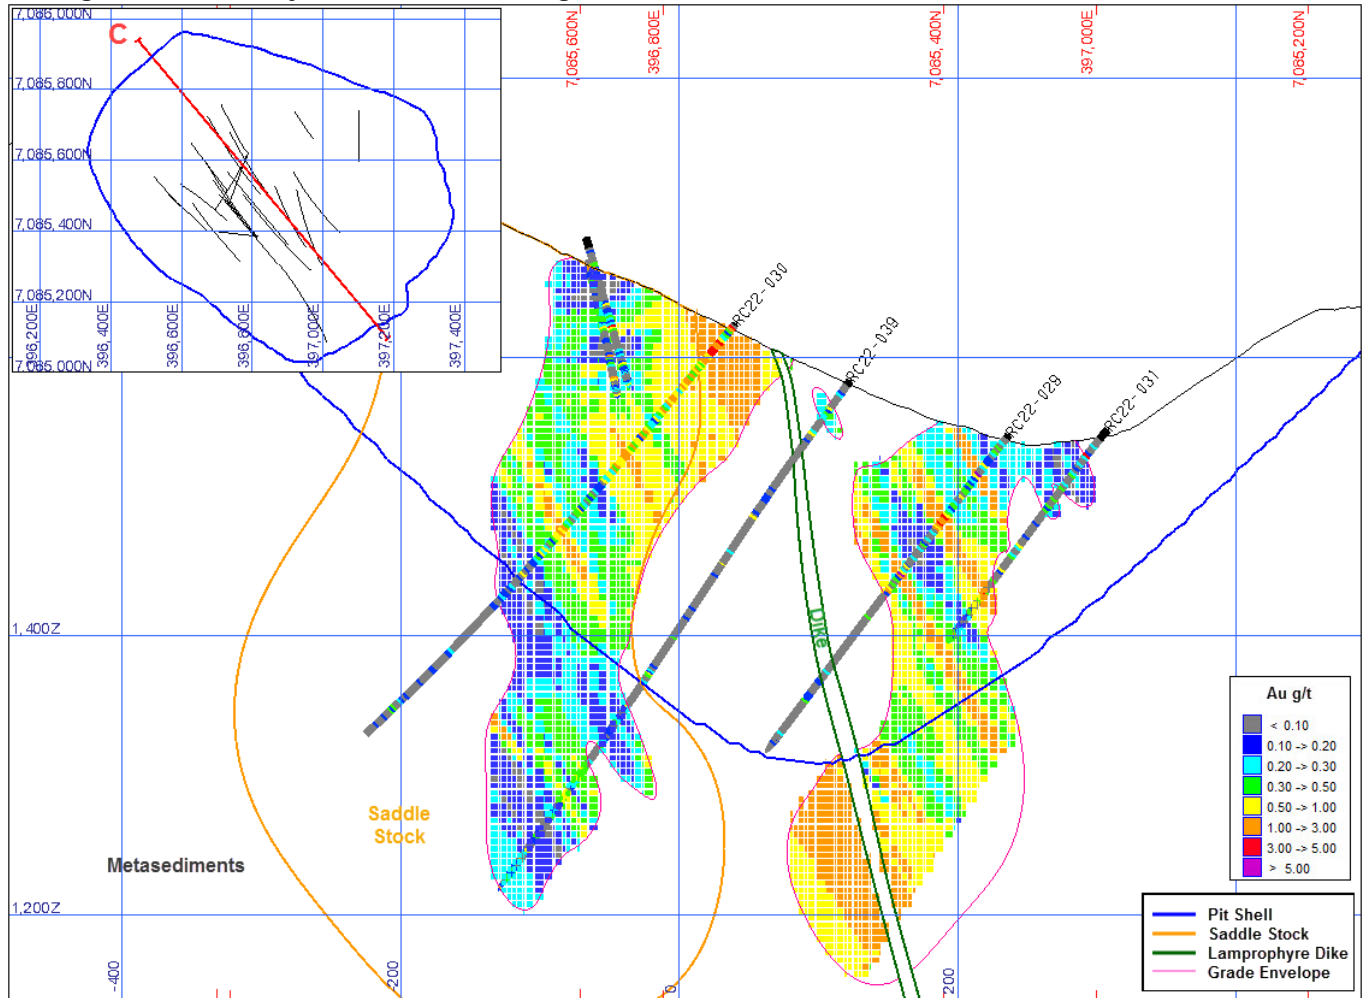 7,086,000N
C
7,085,800N
7,085,600N
7,085,400N
7,085,200N
7,085,000N
396,200E
396,400E
396,600E
396,800E
397,000E
397,200E
397,400E
7,085,600N
396,800E
7,085,400N
397,000E
7,085,200N
RC22-030
RC22-039
RC22-029
RC22-031
Dike
1,400Z
1,200Z
Saddle
Stock
Metasediments
Au g/t
< 0.10
0.10 -> 0.20
0.20 -> 0.30
0.30 -> 0.50
0.50 -> 1.00
1.00 -> 3.00
3.00 -> 5.00
> 5.00
Pit Shell
Saddle Stock
Lamprophyre Dike
Grade Envelope
-400
-200
0
200